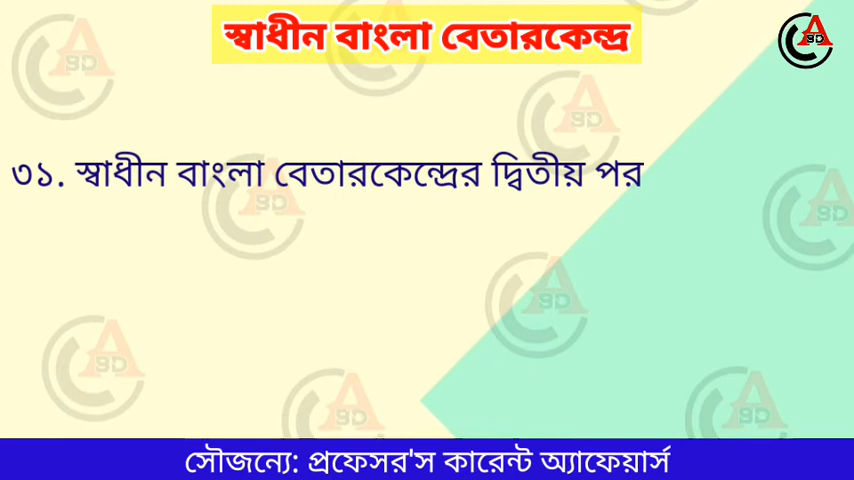 স্বাধীন বাংলা বেতারকেন্দ্র
৩১. স্বাধীন বাংলা বেতারকেন্দ্রের দ্বিতীয় পর
সৌজন্যে: প্রফেসর'স কারেন্ট অ্যাফেয়ার্স